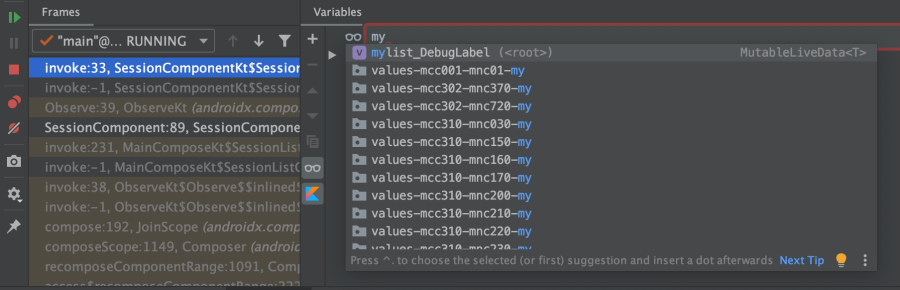 Frames
Variables
"main"@... RUNNING
my
invoke:33, SessionComponentKt$Session
mylist_DebugLabel (<root>) MutableLiveData<T>
invoke:-1, SessionComponentKt$Session
values-mcc001-mnc01-my
Observe:39, ObserveKt (androidx.compo
values-mcc302-mnc370-my
values-mcc302-mnc720-my
SessionComponent:89, SessionCompone
values-mcc310-mnc030-my
invoke:231, MainComposeKt$SessionList
values-mcc310-mnc150-my
invoke:-1, MainComposeKt$SessionListC
values-mcc310-mnc160-my
invoke:38, ObserveKt$Observe$$inlined$
values-mcc310-mnc170-my
invoke:-1, ObserveKt$Observe$$inlined$
values-mcc310-mnc200-my
compose:192, JoinScope (androidx.com
values-mcc310-mnc210-my
composeScope:1149, Composer (androi
values-mcc310-mnc220-my
recomposeComponentRange:1091, Comp
values-mcc310-mnc230-my
Press ^. to choose the selected (or first) suggestion and insert a dot afterwards Next Tip